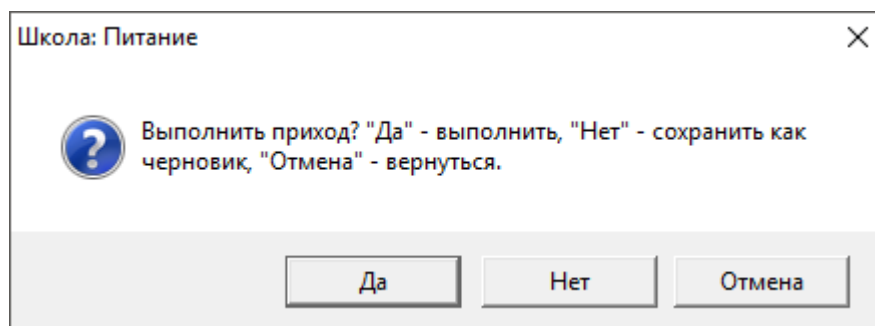 Школа: Питание
Выполнить приход? "Да" - выполнить, "Нет" - сохранить как
черновик, "Отмена" - вернуться.
Да
Нет
Отмена